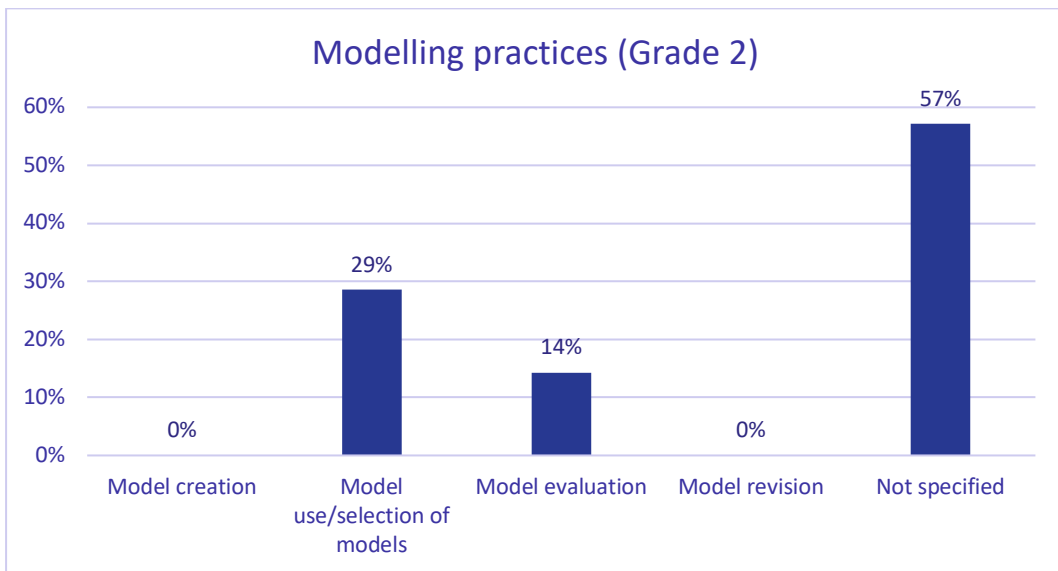 Modelling practices (Grade 2)
60%
50%
40%
30%
20%
10%
0%
0%
29%
14%
0%
57%
Model creation
Model
use/selection of
models
Model evaluation
Model revision
Not specified